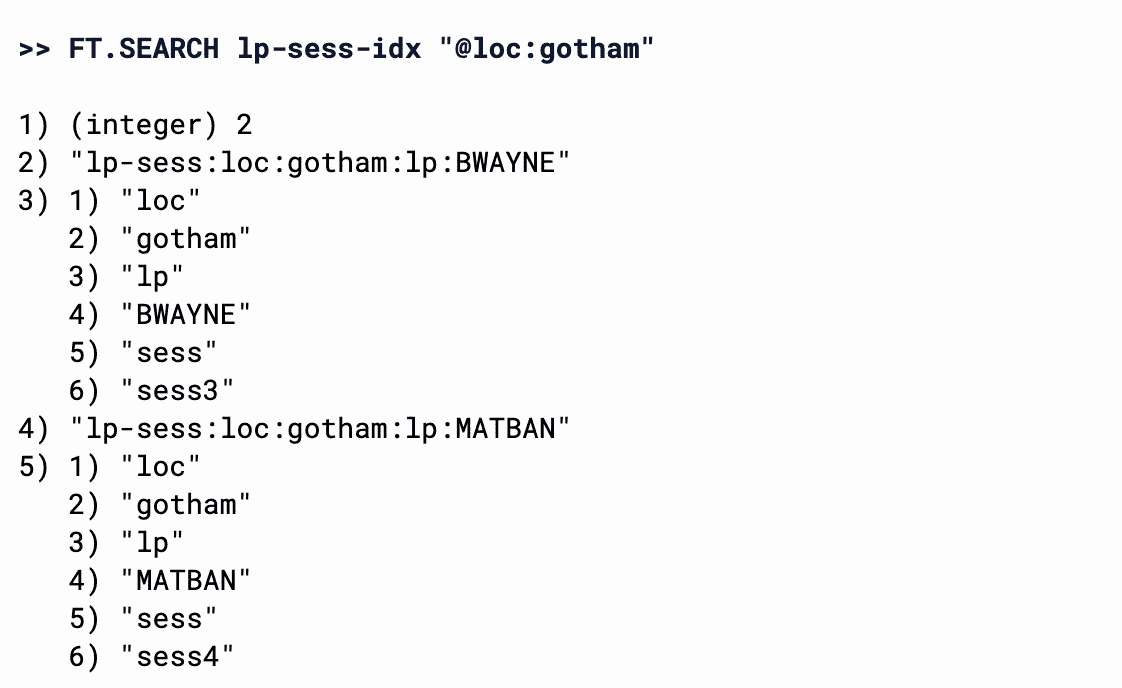 >> FT.SEARCH lp-sess-idx "@loc:gotham"
1) (integer) 2
2) "lp-sess:loc:gotham:lp:BWAYNE"
3) 1) "loc"
2) "gotham"
3) "lp"
4) "BWAYNE"
5) "sess"
6) "sess3"
4) "lp-sess:loc:gotham:lp:MATBAN"
5) 1) "loc"
2) "gotham"
3) "lp"
4) "MATBAN"
5) "sess"
6) "sess4"